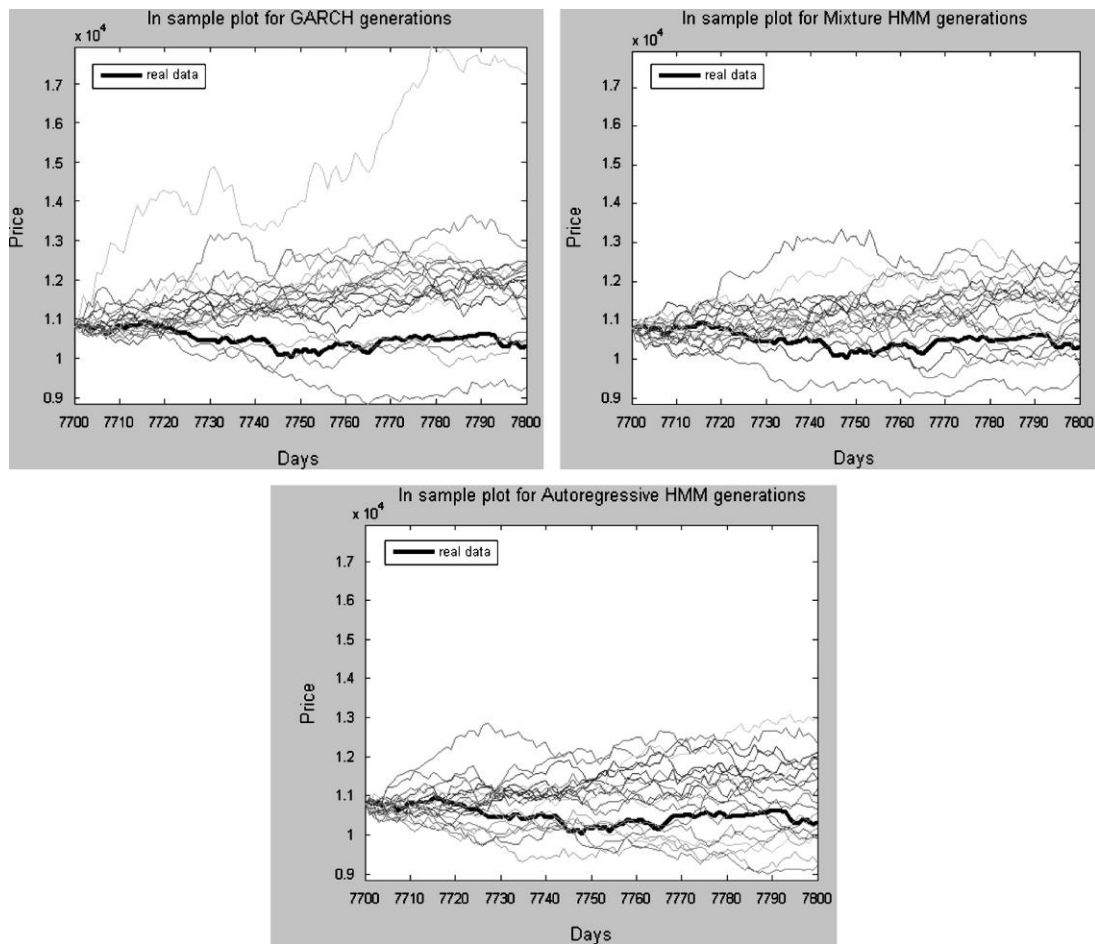 In sample plot for GARCH generations
x 10^4
real data
1.7
1.6
1.5
1.4
1.3
1.2
1.1
1
0.9
Price
7700 7710 7720 7730 7740 7750 7760 7770 7780 7790 7800
Days
In sample plot for Mixture HMM generations
x 10^4
real data
1.7
1.6
1.5
1.4
1.3
1.2
1.1
1
0.9
Price
7700 7710 7720 7730 7740 7750 7760 7770 7780 7790 7800
Days
In sample plot for Autoregressive HMM generations
x 10^4
real data
1.7
1.6
1.5
1.4
1.3
1.2
1.1
1
0.9
Price
7700 7710 7720 7730 7740 7750 7760 7770 7780 7790 7800
Days